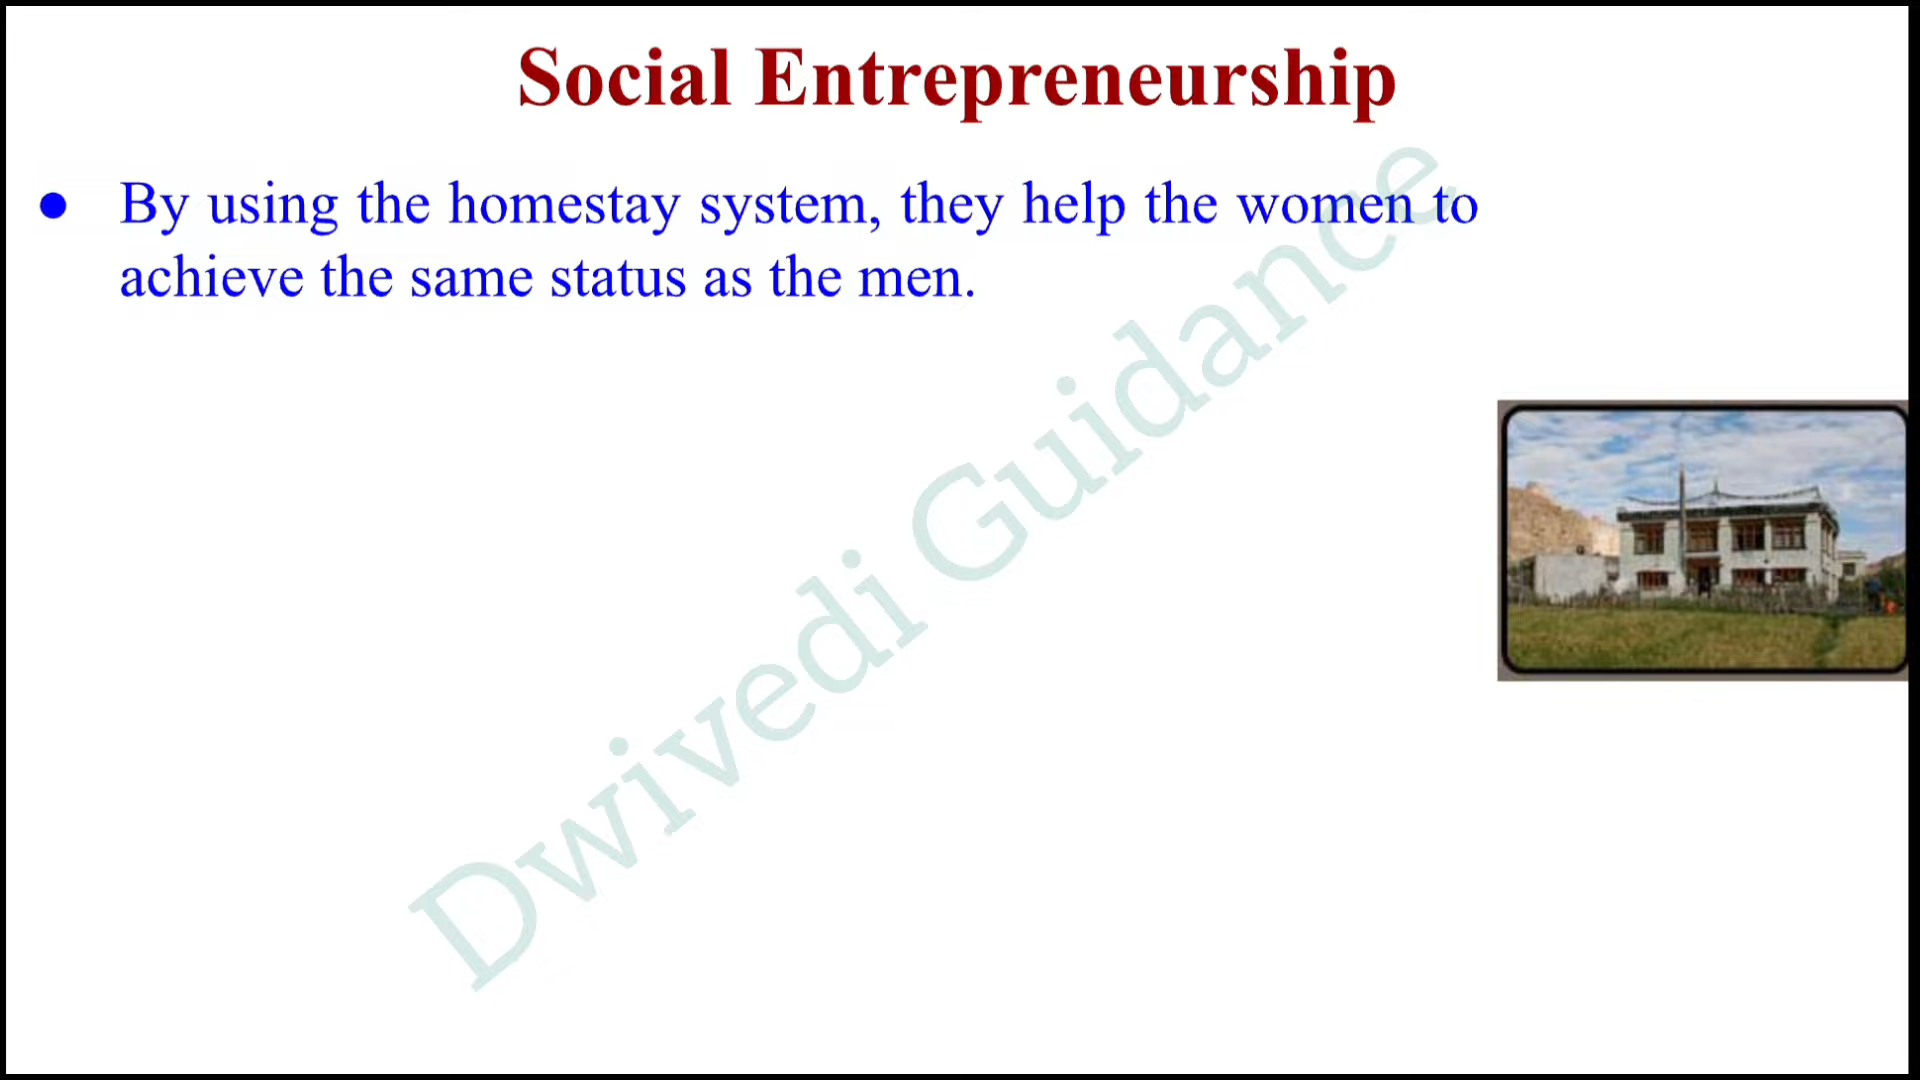 Social Entrepreneurship
● By using the homestay system, they help the women to
achieve the same status as the men.
Dwivedi Guidance